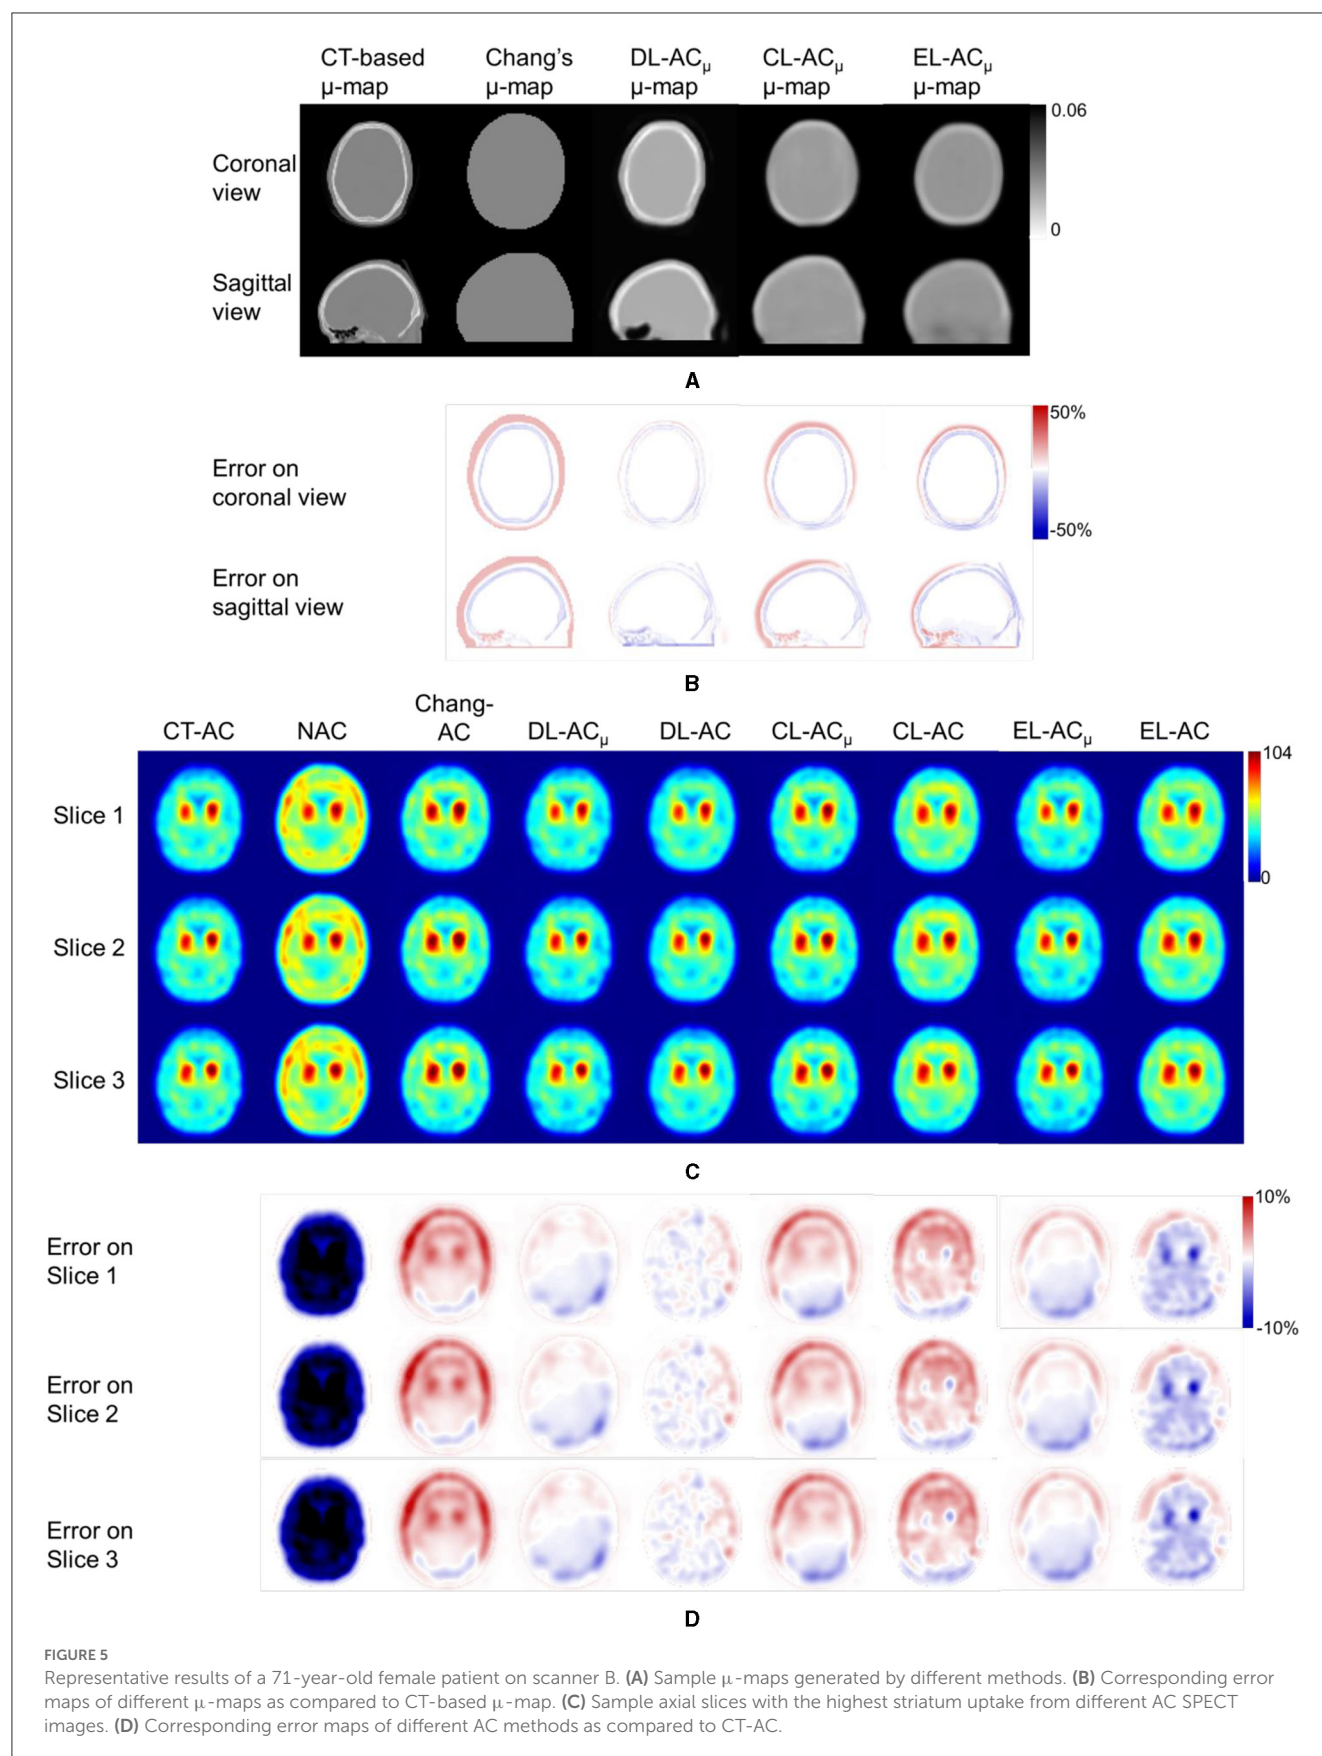 CT-based μ-map
Chang's μ-map
DL-ACμ μ-map
CL-ACμ μ-map
EL-ACμ μ-map
0.06
Coronal view
0
Sagittal view
A
50%
Error on coronal view
-50%
Error on sagittal view
B
CT-AC
NAC
Chang-AC
DL-ACμ
DL-AC
CL-ACμ
CL-AC
EL-ACμ
EL-AC
104
Slice 1
0
Slice 2
Slice 3
C
10%
Error on Slice 1
-10%
Error on Slice 2
Error on Slice 3
D
FIGURE 5
Representative results of a 71-year-old female patient on scanner B. (A) Sample μ-maps generated by different methods. (B) Corresponding error
maps of different μ-maps as compared to CT-based μ-map. (C) Sample axial slices with the highest striatum uptake from different AC SPECT
images. (D) Corresponding error maps of different AC methods as compared to CT-AC.